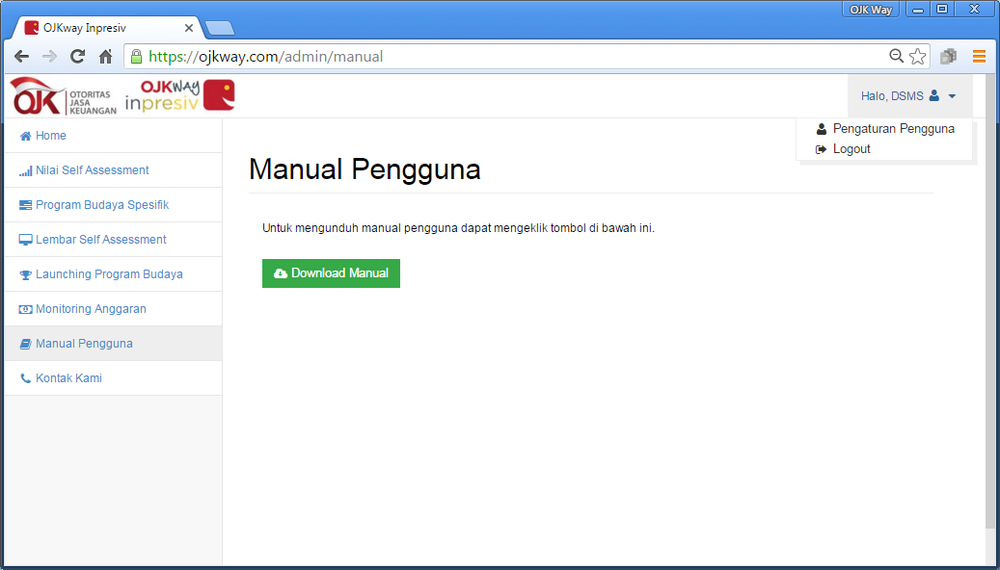 OJK Way
OJKway Inpresiv
https://ojkway.com/admin/manual
OJK
OTORITAS
JASA
KEUANGAN
OJKWAY
inpresiv
Halo, DSMS
Pengaturan Pengguna
Logout
Home
Nilai Self Assessment
Program Budaya Spesifik
Lembar Self Assessment
Launching Program Budaya
Monitoring Anggaran
Manual Pengguna
Kontak Kami
Manual Pengguna
Untuk mengunduh manual pengguna dapat mengeklik tombol di bawah ini.
Download Manual